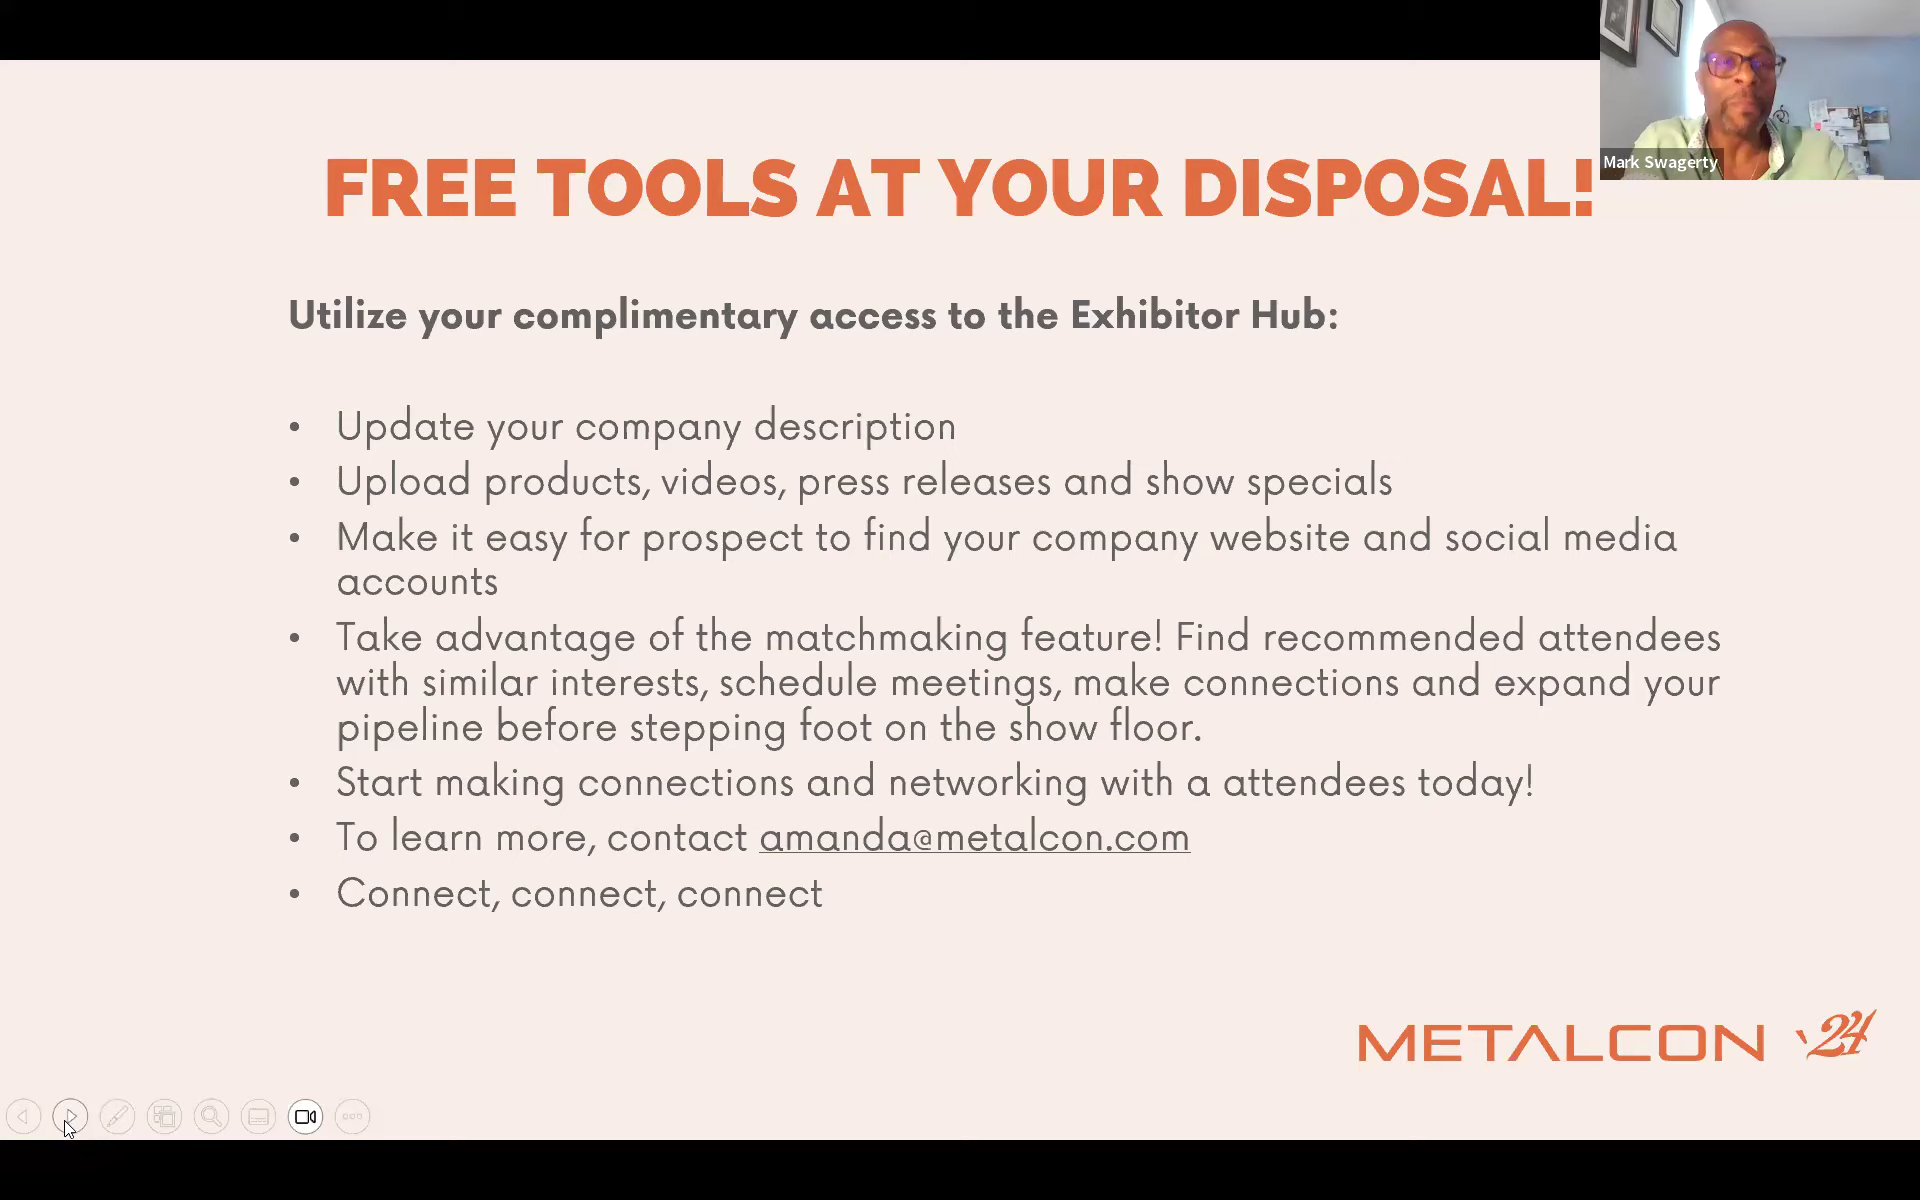 Mark Swagerty
FREE TOOLS AT YOUR DISPOSAL!
Utilize your complimentary access to the Exhibitor Hub:
• Update your company description
• Upload products, videos, press releases and show specials
• Make it easy for prospect to find your company website and social media
accounts
• Take advantage of the matchmaking feature! Find recommended attendees
with similar interests, schedule meetings, make connections and expand your
pipeline before stepping foot on the show floor.
• Start making connections and networking with a attendees today!
• To learn more, contact amanda@metalcon.com
• Connect, connect, connect
METALCON '24